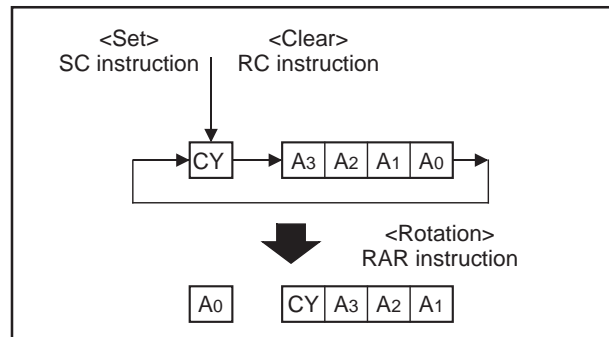 <Set> <Clear>
SC instruction RC instruction
CY A3 A2 A1 A0
<Rotation>
RAR instruction
A0 CY A3 A2 A1